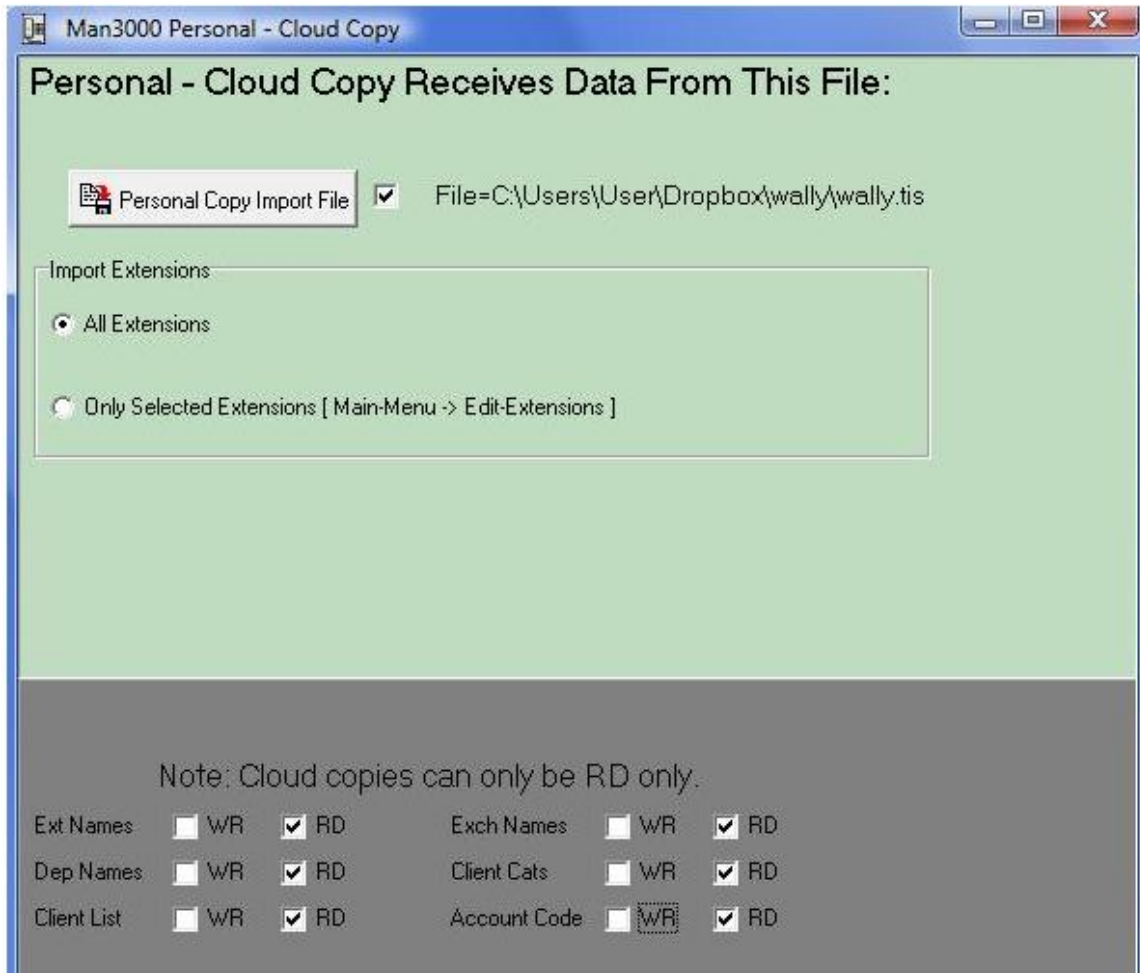 Man3000 Personal - Cloud Copy
Personal - Cloud Copy Receives Data From This File:
Personal Copy Import File
File=C:\Users\User\Dropbox\wally\wally.tis
Import Extensions
All Extensions
Only Selected Extensions [ Main-Menu -> Edit-Extensions ]
Note: Cloud copies can only be RD only.
Ext Names WR RD Exch Names WR RD
Dep Names WR RD Client Cats WR RD
Client List WR RD Account Code WR RD